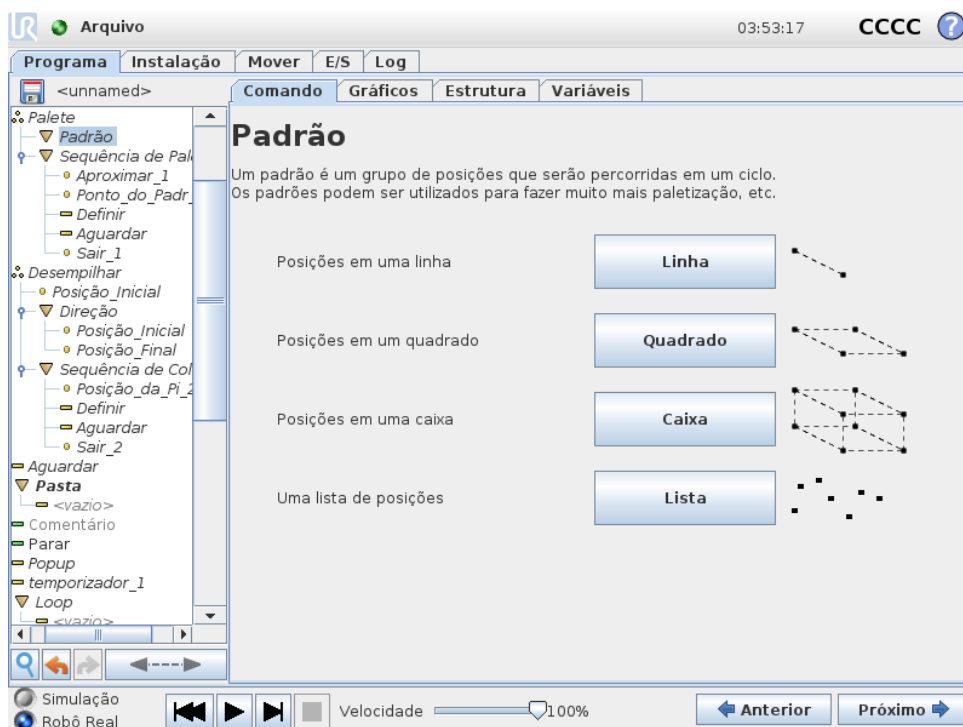 UR Arquivo 03:53:17 CCCC ?
Programa Instalação Mover E/S Log
<unnamed>
Comando Gráficos Estrutura Variáveis
Palete
Padrão
Sequência de Pal
Aproximar_1
Ponto_do_Padr_
Definir
Aguardar
Sair_1
Desempilhar
Posição_Inicial
Direção
Posição_Inicial
Posição_Final
Sequência de Col
Posição_da_Pi_2
Definir
Aguardar
Sair_2
Aguardar
Pasta
<vazio>
Comentário
Parar
Popup
temporizador_1
Loop
<vazio>
Padrão
Um padrão é um grupo de posições que serão percorridas em um ciclo.
Os padrões podem ser utilizados para fazer muito mais paletização, etc.
Posições em uma linha Linha
Posições em um quadrado Quadrado
Posições em uma caixa Caixa
Uma lista de posições Lista
Simulação
Robô Real
Velocidade 100%
Anterior Próximo